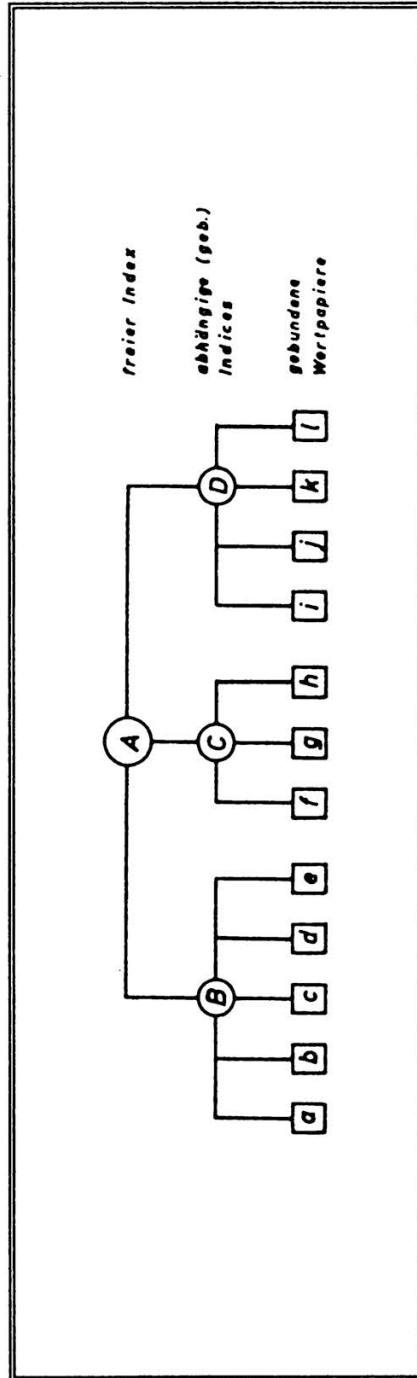 A
freier Index
B C D
abhängige (geb.)
Indices
a b c d e f g h i j k l
gebundene
Wertpapiere